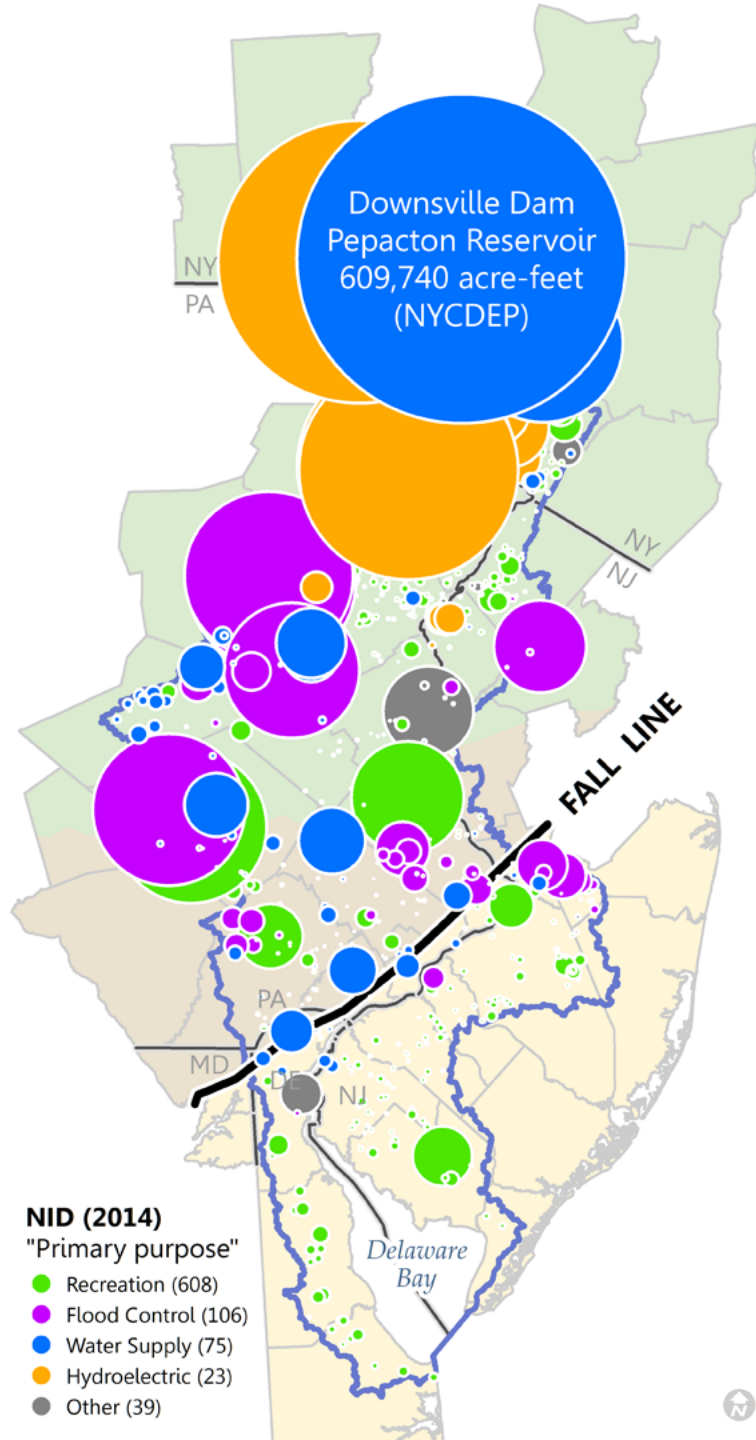 Downsville Dam
Pepacton Reservoir
609,740 acre-feet
(NYCDEP)
NY
PA
NY
NJ
FALL LINE
PA
MD
DE
NJ
Delaware
Bay
NID (2014)
"Primary purpose"
Recreation (608)
Flood Control (106)
Water Supply (75)
Hydroelectric (23)
Other (39)
N